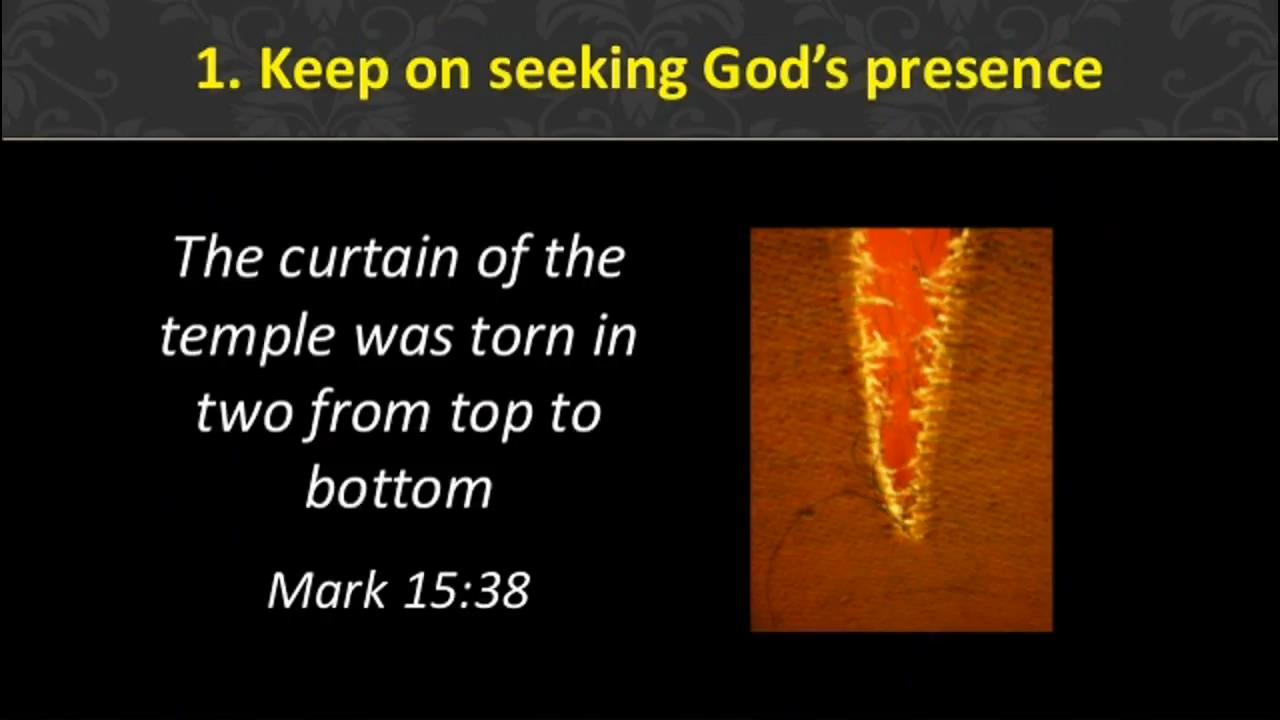 1. Keep on seeking God’s presence
The curtain of the
temple was torn in
two from top to
bottom
Mark 15:38